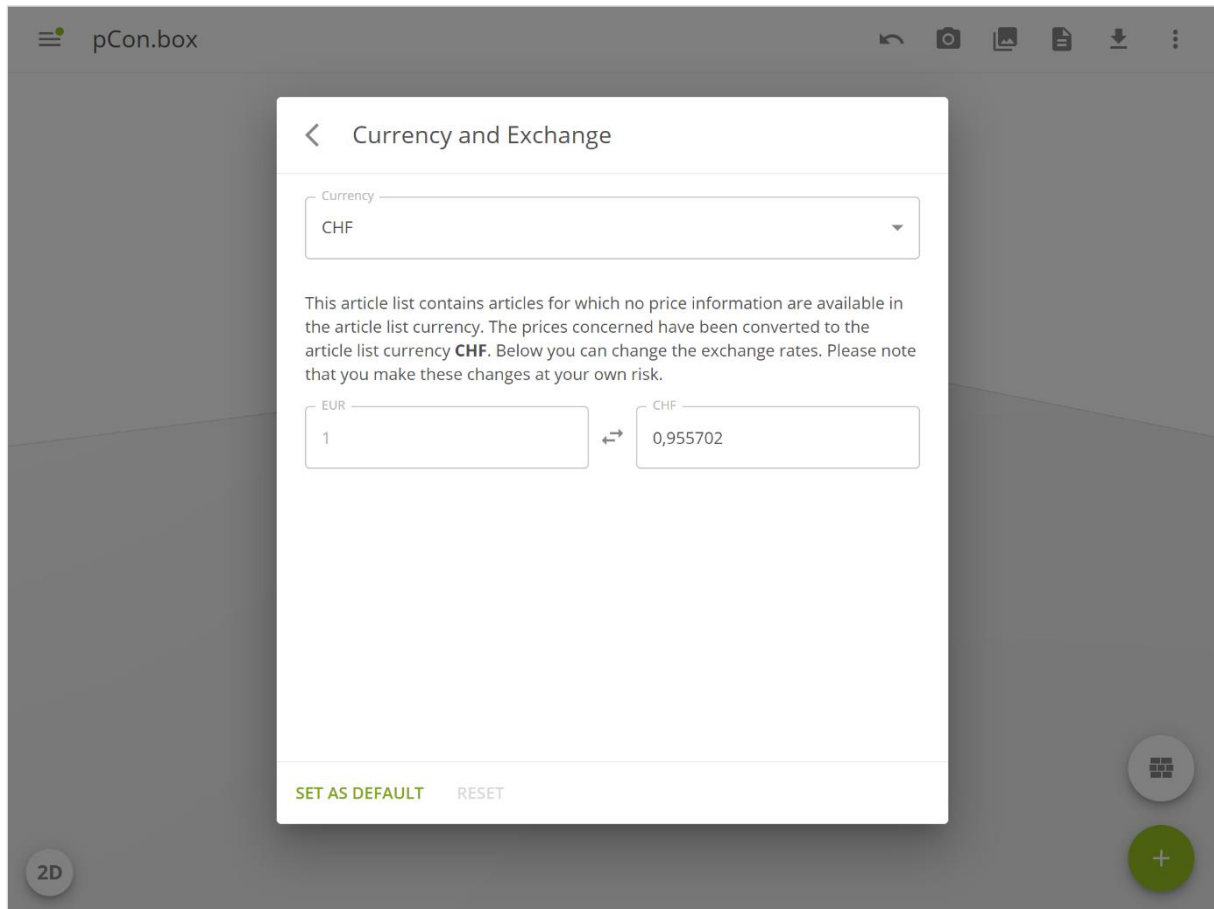 pCon.box
Currency and Exchange
Currency
CHF
This article list contains articles for which no price information are available in
the article list currency. The prices concerned have been converted to the
article list currency CHF. Below you can change the exchange rates. Please note
that you make these changes at your own risk.
EUR
CHF
1
0,955702
SET AS DEFAULT RESET
2D